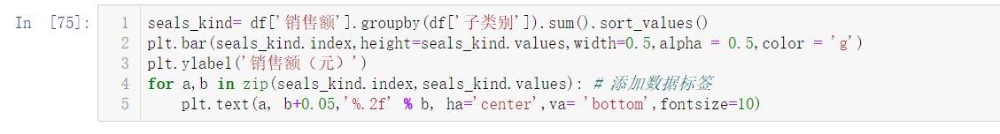 In [75]:
1 seals_kind= df['销售额'].groupby(df['子类别']).sum().sort_values()
2 plt.bar(seals_kind.index,height=seals_kind.values,width=0.5,alpha = 0.5,color = 'g')
3 plt.ylabel('销售额（元）')
4 for a,b in zip(seals_kind.index,seals_kind.values): # 添加数据标签
5     plt.text(a, b+0.05,'%.2f' % b, ha='center',va= 'bottom',fontsize=10)